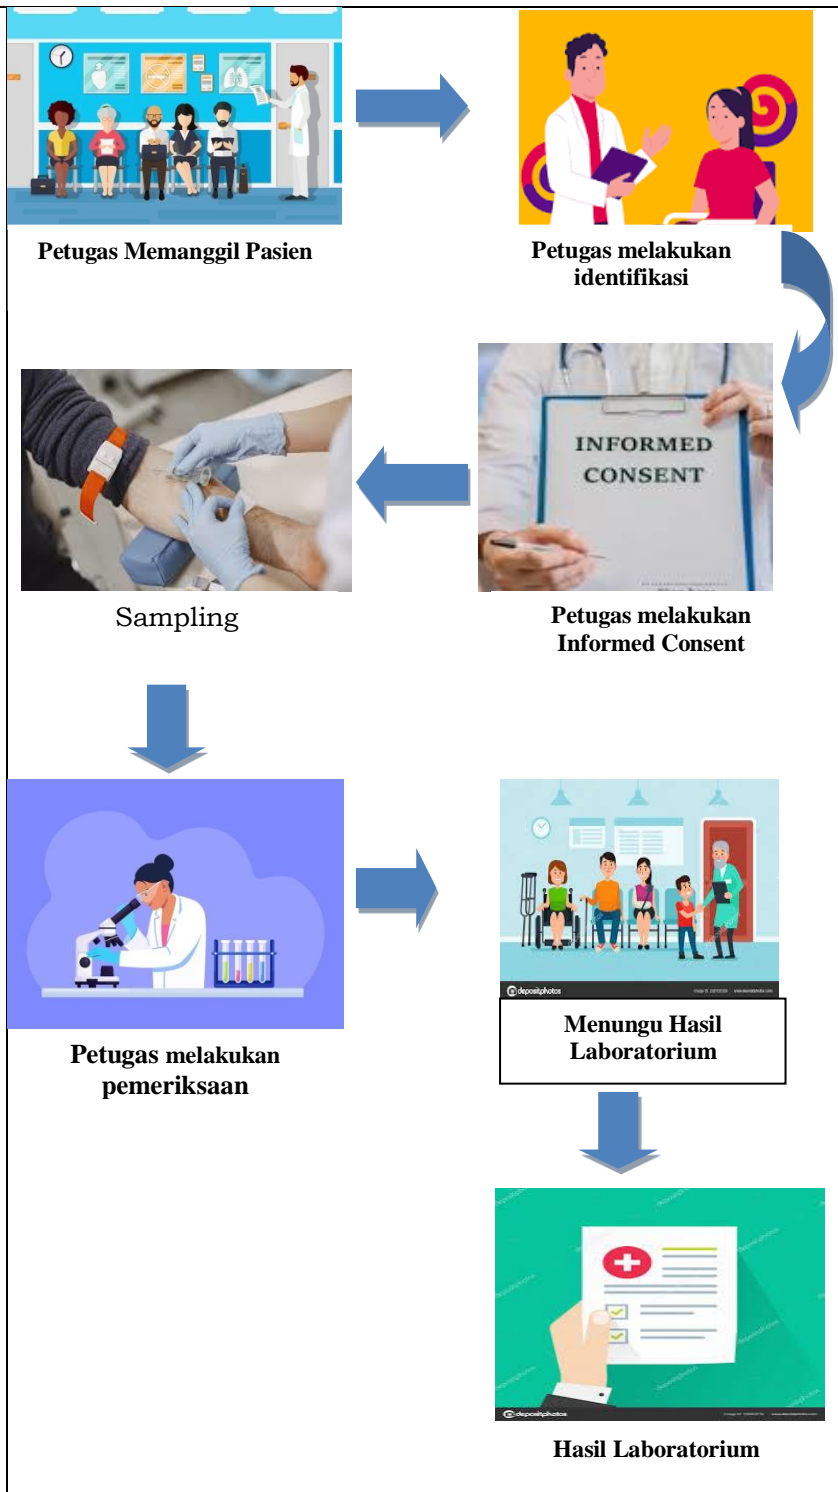 Petugas Memanggil Pasien
Petugas melakukan
identifikasi
INFORMED
CONSENT
Sampling
Petugas melakukan
Informed Consent
Petugas melakukan
pemeriksaan
depositphotos
Menungu Hasil
Laboratorium
depositphotos
Hasil Laboratorium